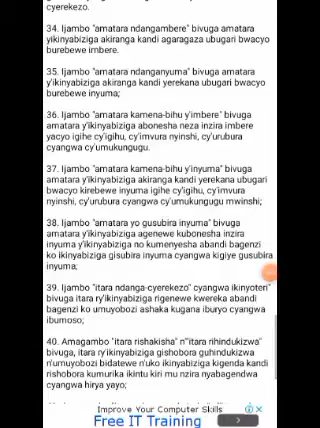 cyerekezo.
34. Ijambo "amatara ndangambere" bivuga amatara
yikinyabiziga akiranga kandi agaragaza ubugari bwacyo
burebewe imbere.
35. Ijambo "amatara ndanganyuma" bivuga amatara
y'ikinyabiziga akiranga kandi yerekana ubugari bwacyo
burebewe inyuma;
36. Ijambo "amatara kamena-bihu y'imbere" bivuga
amatara y'ikinyabiziga abonesha neza inzira imbere
yacyo igihe cy'igihu, cy'imvura nyinshi, cy'urubura
cyangwa cy'umukungugu.
37. Ijambo "amatara kamena-bihu y'inyuma" bivuga
amatara y'ikinyabiziga akiranga kandi yerekana ubugari
bwacyo kirebewe inyuma igihe cy'igihu, cy'imvura
nyinshi, cy'urubura cyangwa cy'umukungugu mwinshi;
38. Ijambo "amatara yo gusubira inyuma" bivuga
amatara y'ikinyabiziga agenewe kubonesha inzira
inyuma y'ikinyabiziga no kumenyesha abandi bagenzi
ko ikinyabiziga gisubira inyuma cyangwa kigiye gusubira
inyuma;
39. Ijambo "itara ndanga-cyerekezo" cyangwa ikinyoteri"
bivuga itara ry'ikinyabiziga rigenewe kwereka abandi
bagenzi ko umuyobozi ashaka kugana iburyo cyangwa
ibumoso;
40. Amagambo "itara rishakisha" n'"itara rihindukizwa"
bivuga, itara ry'ikinyabiziga gishobora guhindukizwa
n'umuyobozi bidatewe n'uko ikinyabiziga kigenda kandi
rishobora kumurika ikintu kiri mu nzira nyabagendwa
cyangwa hirya yayo;
Improve Your Computer Skills
Free IT Training